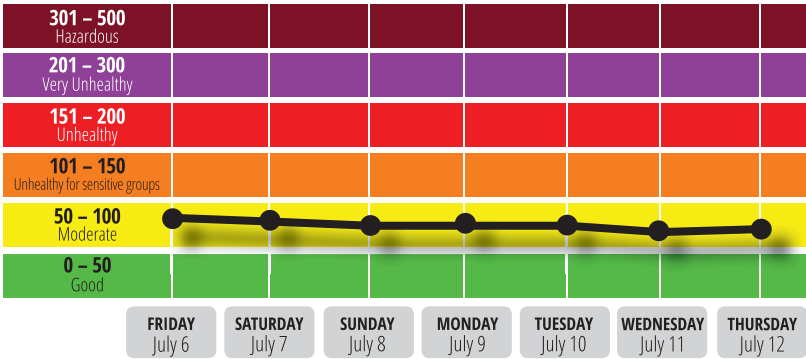 301 – 500
Hazardous
201 – 300
Very Unhealthy
151 – 200
Unhealthy
101 – 150
Unhealthy for sensitive groups
50 – 100
Moderate
0 – 50
Good
FRIDAY
July 6
SATURDAY
July 7
SUNDAY
July 8
MONDAY
July 9
TUESDAY
July 10
WEDNESDAY
July 11
THURSDAY
July 12